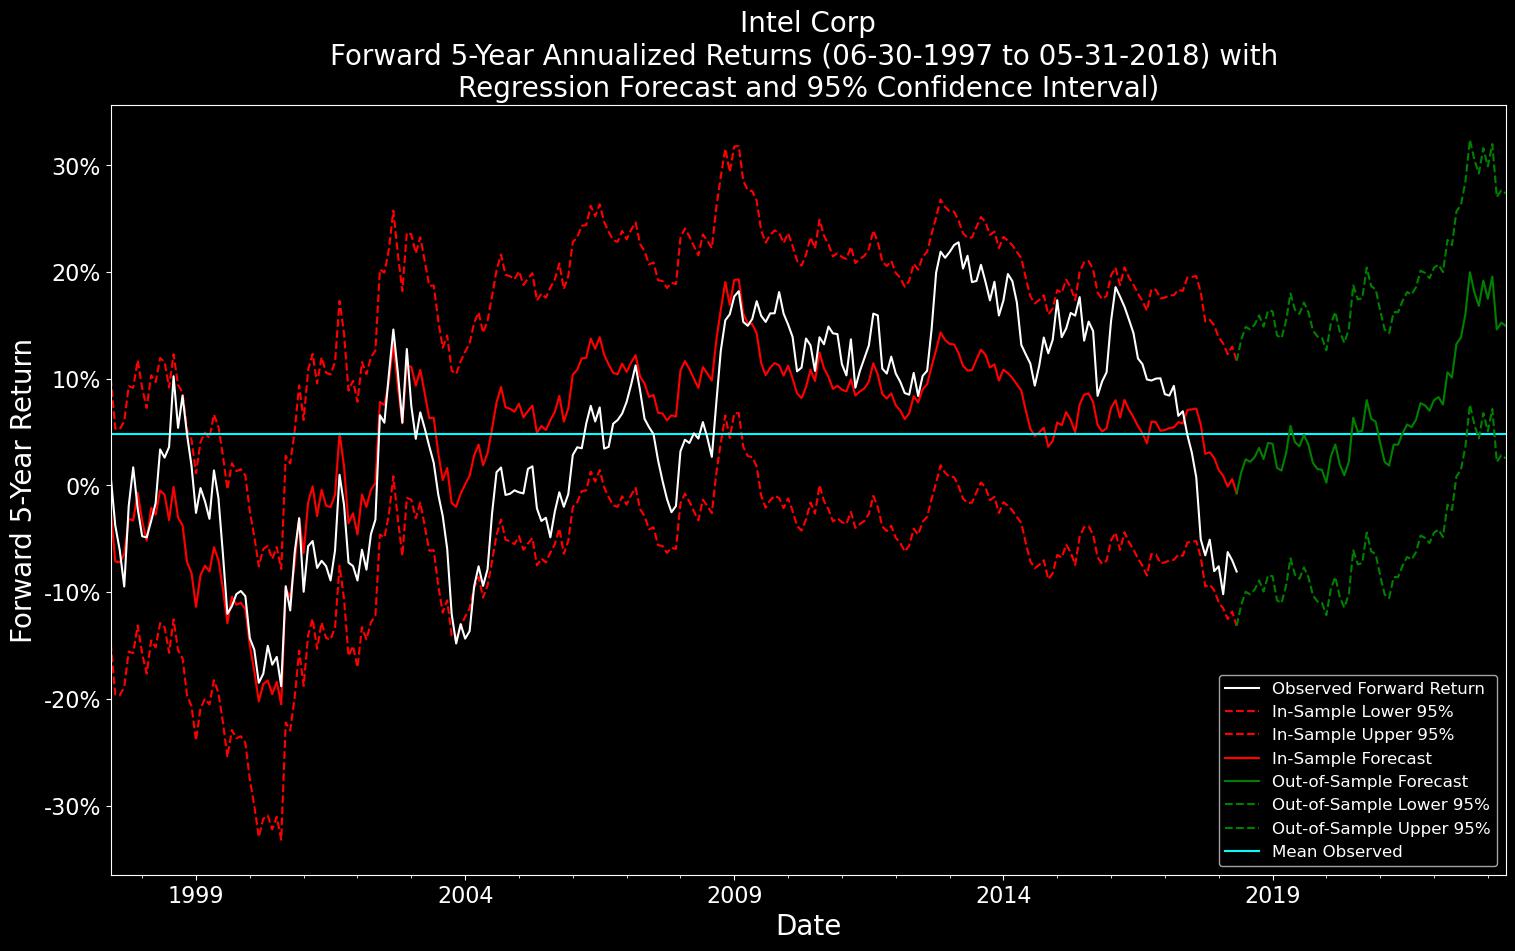 Intel Corp
Forward 5-Year Annualized Returns (06-30-1997 to 05-31-2018) with
Regression Forecast and 95% Confidence Interval)
Forward 5-Year Return
30%
20%
10%
0%
-10%
-20%
-30%
1999
2004
2009
2014
2019
Date
Observed Forward Return
In-Sample Lower 95%
In-Sample Upper 95%
In-Sample Forecast
Out-of-Sample Forecast
Out-of-Sample Lower 95%
Out-of-Sample Upper 95%
Mean Observed